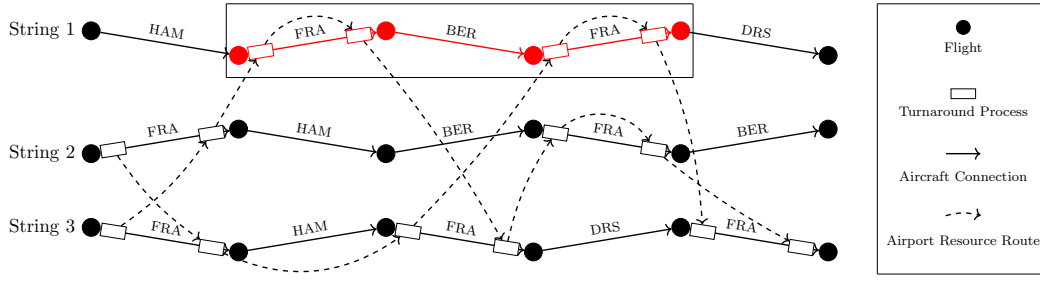 String 1 HAM FRA BER FRA DRS
String 2 FRA HAM BER FRA BER
String 3 FRA HAM FRA DRS FRA
Flight
Turnaround Process
Aircraft Connection
Airport Resource Route